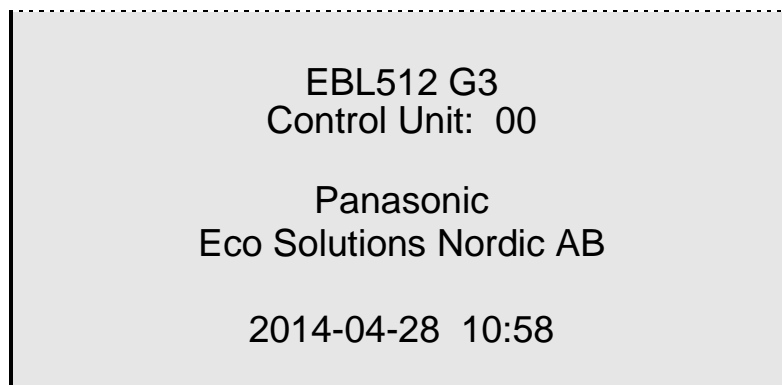 EBL512 G3
Control Unit:  00
Panasonic
Eco Solutions Nordic AB
2014-04-28  10:58